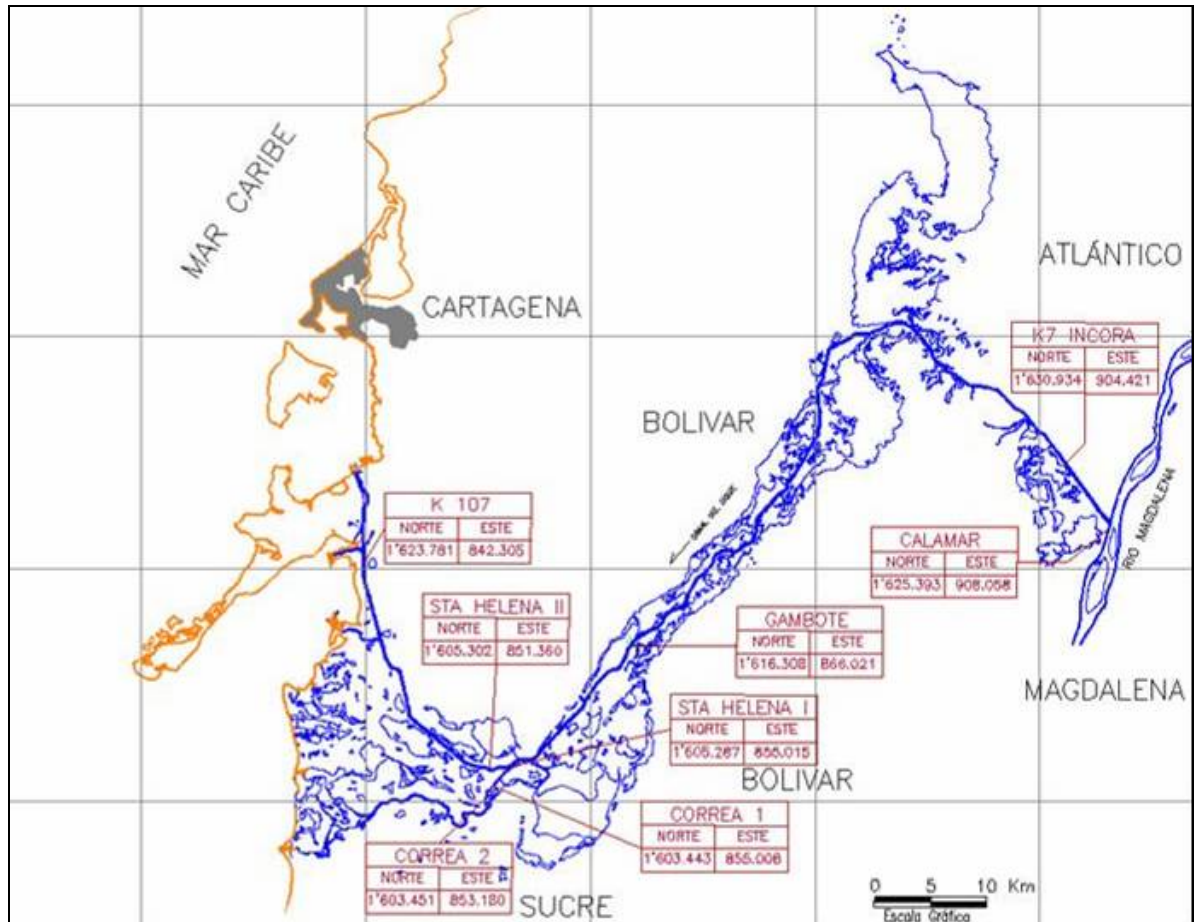 MAR CARIBE
ATLÁNTICO
CARTAGENA
K7 INCORA
NORTE ESTE
1'630.934 904.421
BOLIVAR
CANAL DEL DIQUE
RIO MAGDALENA
K 107
NORTE ESTE
1'623.781 842.305
CALAMAR
NORTE ESTE
1'625.393 908.058
STA HELENA II
NORTE ESTE
1'605.302 851.360
GAMBOTE
NORTE ESTE
1'616.308 866.021
MAGDALENA
STA HELENA I
NORTE ESTE
1'605.287 855.015
BOLIVAR
CORREA 1
NORTE ESTE
1'603.443 855.008
CORREA 2
NORTE ESTE
1'603.451 853.180
SUCRE
0 5 10 Km
Escala Gráfica